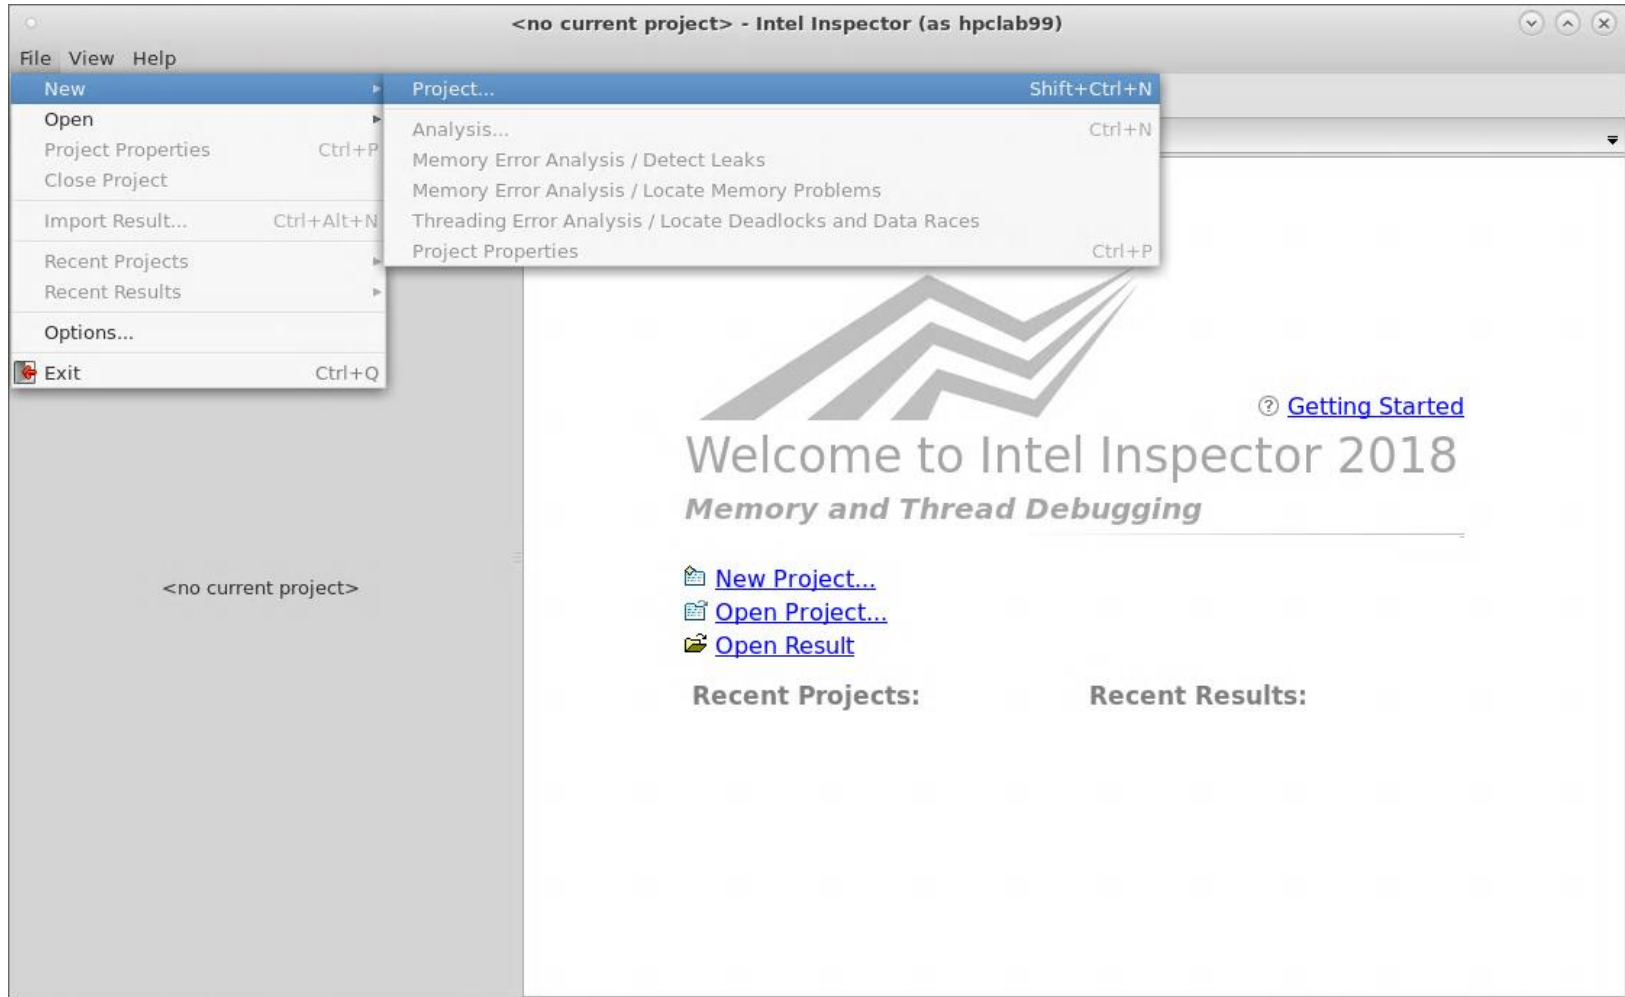 <no current project> - Intel Inspector (as hpclab99)
File View Help
New
Open
Project Properties Ctrl+P
Close Project
Import Result... Ctrl+Alt+N
Recent Projects
Recent Results
Options...
Exit Ctrl+Q
Project... Shift+Ctrl+N
Analysis... Ctrl+N
Memory Error Analysis / Detect Leaks
Memory Error Analysis / Locate Memory Problems
Threading Error Analysis / Locate Deadlocks and Data Races
Project Properties Ctrl+P
<no current project>
Getting Started
Welcome to Intel Inspector 2018
Memory and Thread Debugging
New Project...
Open Project...
Open Result
Recent Projects: Recent Results: